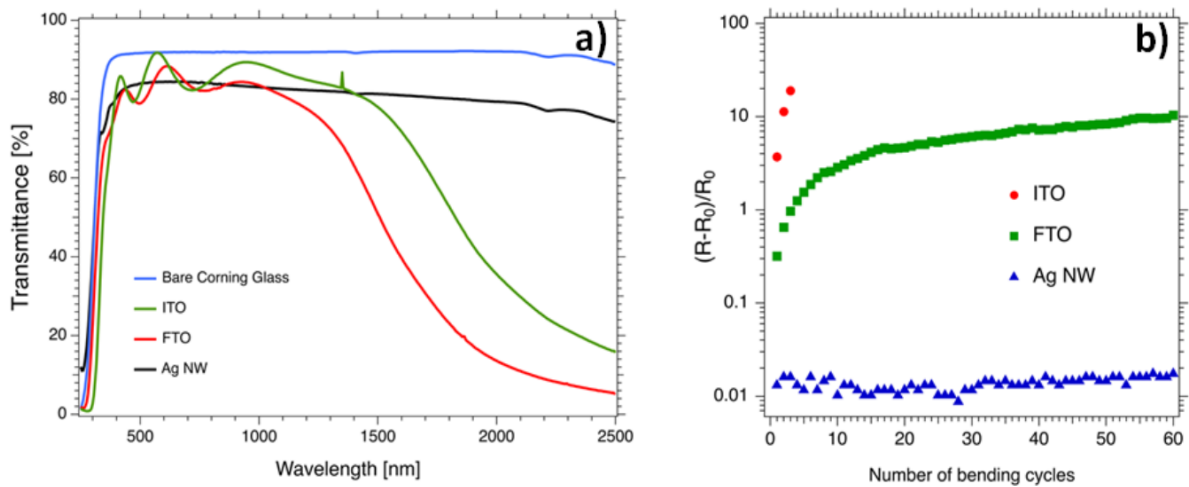 a)
100
80
60
40
20
0
Transmittance [%]
Bare Corning Glass
ITO
FTO
Ag NW
500
1000
1500
2000
2500
Wavelength [nm]
b)
100
10
1
0.1
0.01
(R-R0)/R0
ITO
FTO
Ag NW
0
10
20
30
40
50
60
Number of bending cycles